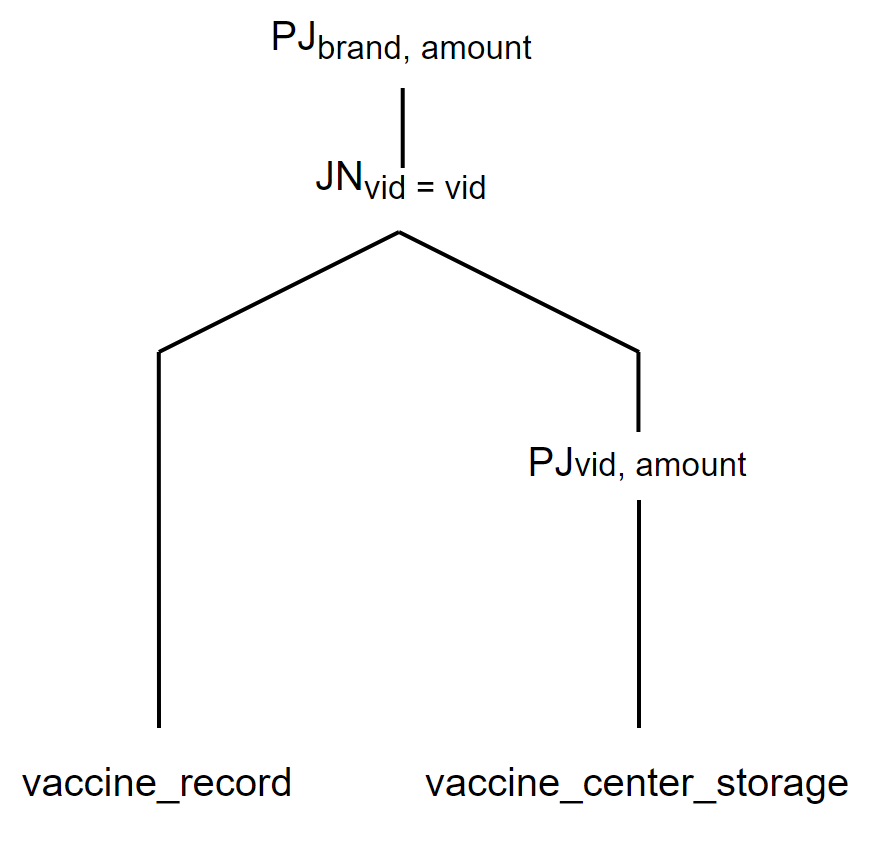 PJbrand, amount
JNvid = vid
PJvid, amount
vaccine_record
vaccine_center_storage